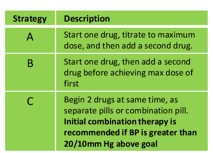 Strategy Description
A
Start one drug, titrate to maximum
dose, and then add a second drug.
B
Start one drug, then add a second
drug before achieving max dose of
first
C
Begin 2 drugs at same time, as
separate pills or combination pill.
Initial combination therapy is
recommended if BP is greater than
20/10mm Hg above goal